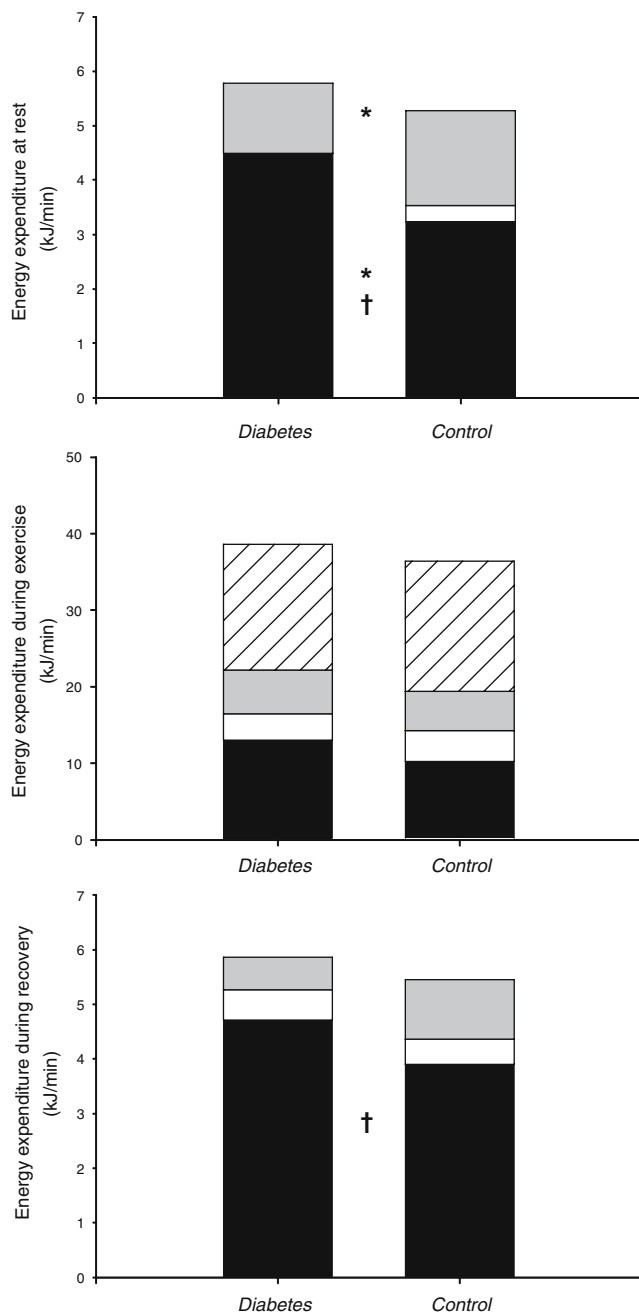 7
6
Energy expenditure at rest
(kJ/min)
5
*
4
3
*
2
†
1
0
Diabetes Control
50
Energy expenditure during exercise
(kJ/min)
40
30
20
10
0
Diabetes Control
7
Energy expenditure during recovery
(kJ/min)
6
5
4
3
†
2
1
0
Diabetes Control